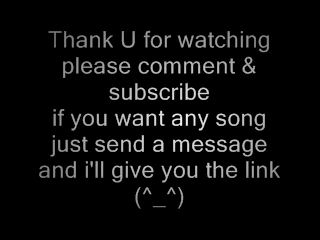 Thank U for watching
please comment &
subscribe
if you want any song
just send a message
and i'll give you the link
(^_^)